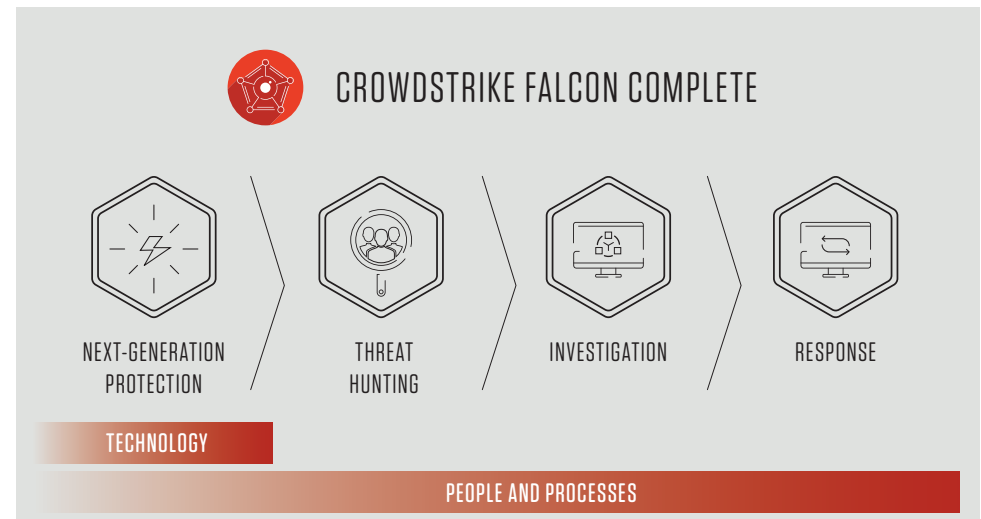 CROWDSTRIKE FALCON COMPLETE
NEXT-GENERATION
PROTECTION
THREAT
HUNTING
INVESTIGATION
RESPONSE
TECHNOLOGY
PEOPLE AND PROCESSES